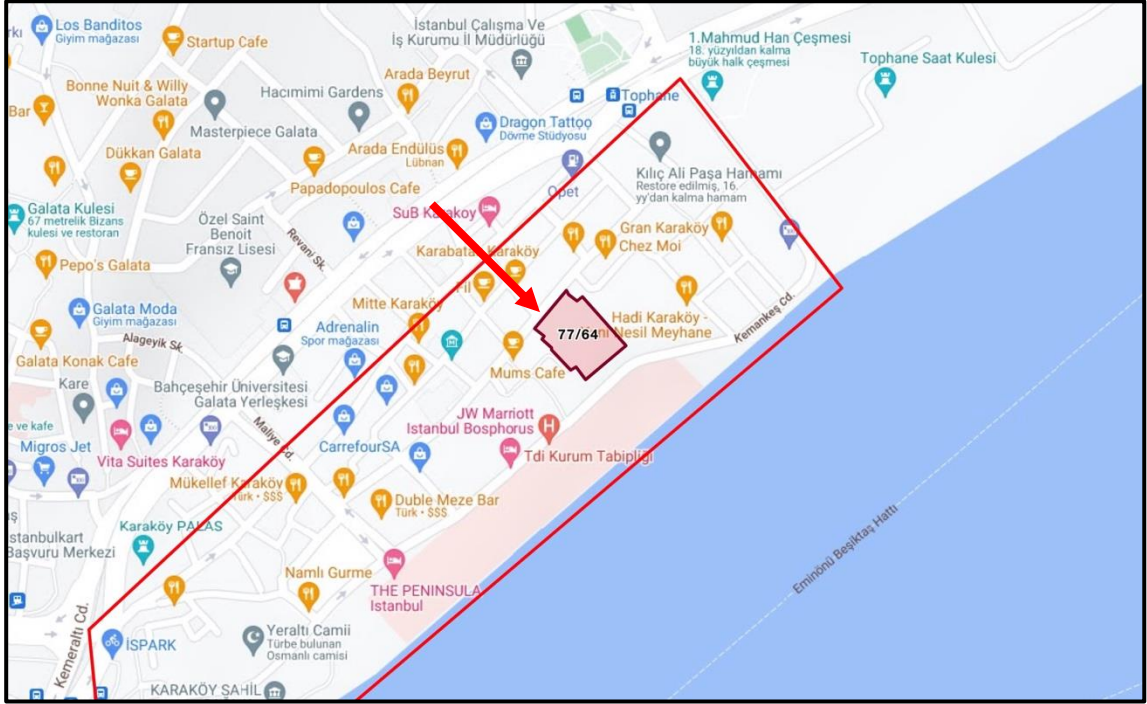 Los Banditos
Giyim mağazası
Startup Cafe
İstanbul Çalışma Ve
İş Kurumu İl Müdürlüğü
1.Mahmud Han Çeşmesi
18. yüzyıldan kalma
büyük halk çeşmesi
Tophane Saat Kulesi
Bonne Nuit & Willy
Wonka Galata
Hacımimi Gardens
Arada Beyrut
Tophane
Bar
Masterpiece Galata
Dragon Tattoo
Dövme Stüdyosu
Dükkan Galata
Arada Endülüs
Lübnan
Opet
Kılıç Ali Paşa Hamamı
Restore edilmiş, 16.
yy'dan kalma hamam
Papadopoulos Cafe
Galata Kulesi
67 metrelik Bizans
kulesi ve restoran
Özel Saint
Benoit
Fransız Lisesi
Revani Sk.
SuB Karakoy
Gran Karaköy
Chez Moi
Karabatak Karaköy
Pepo's Galata
Fil
Galata Moda
Giyim mağazası
Mitte Karaköy
Hadi Karaköy -
Yeni Nesil Meyhane
77/64
Kemankeş Cd.
Adrenalin
Spor mağazası
Alageyik Sk.
Galata Konak Cafe
Mums Cafe
Kare
Bahçeşehir Üniversitesi
Galata Yerleşkesi
e ve kafe
JW Marriott
Istanbul Bosphorus
Maliye Cd.
Migros Jet
CarrefourSA
Tdi Kurum Tabipliği
Vita Suites Karaköy
Mükellef Karaköy
Türk • $$$
Duble Meze Bar
Türk • $$$
stanbulkart
Başvuru Merkezi
Karaköy PALAS
Eminönü Beşiktaş Hattı
Namlı Gurme
THE PENINSULA
Istanbul
Kemeraltı Cd.
İSPARK
Yeraltı Camii
Türbe bulunan
Osmanlı camisi
KARAKÖY SAHİL